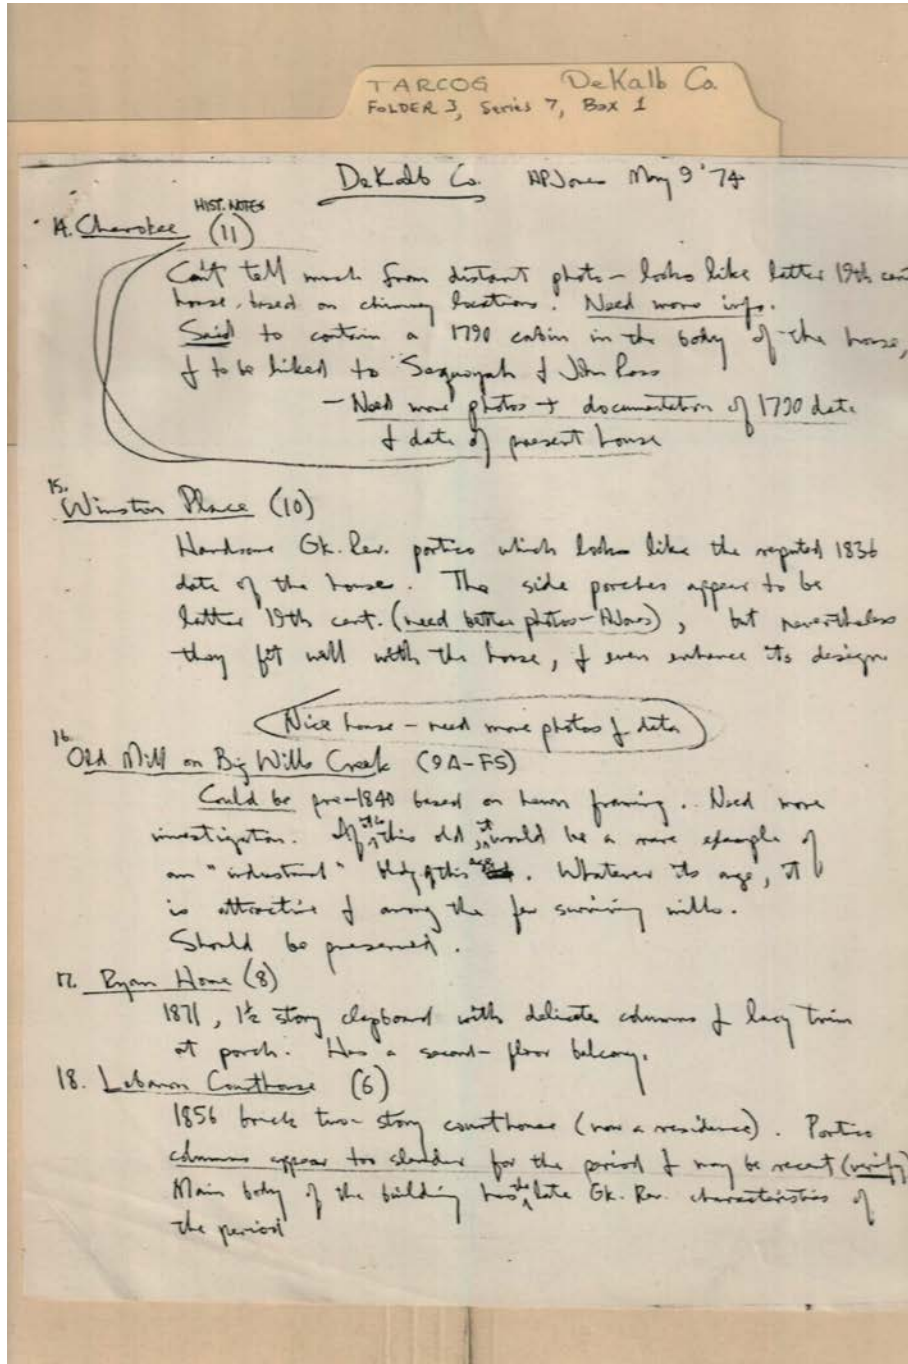 TARCOG DeKalb Co.
FOLDER 3, Series 7, Box 1
DeKalb Co. HPJones May 9 '74
HIST. NOTES
14. Cherokee (11)
Can't tell much from distant photo - looks like latter 19th cent
house based on chimney locations. Need more info.
Said to contain a 1790 cabin in the body of the house,
& to be linked to Sequoyah & John Ross
- Need more photos + documentation of 1790 date
& date of present house
15.
Winston Place (10)
Handsome Gk. Rev. portico which looks like the reputed 1836
date of the house. The side porches appear to be
latter 19th cent. (need better photos - ), but nevertheless
they fit well with the house, & even enhance its design
Nice house - need more photos & data
16.
Old Mill on Big Wills Creek (9A-FS)
Could be pre-1840 based on hewn framing. Need more
investigation. If it is this old, it would be a rare example of
an "industrial" bldg of this age. Whatever its age, it
is attractive & among the few surviving mills.
Should be preserved.
17. Ryan Home (8)
1871, 1½ story clapboard with delicate columns & lacy trim
at porch. Has a second-floor balcony.
18. Lebanon Courthouse (6)
1856 brick two-story courthouse (now a residence). Portico
columns appear too slender for the period & may be recent (verify)
Main body of the building has the late Gk. Rev. characteristics of
the period